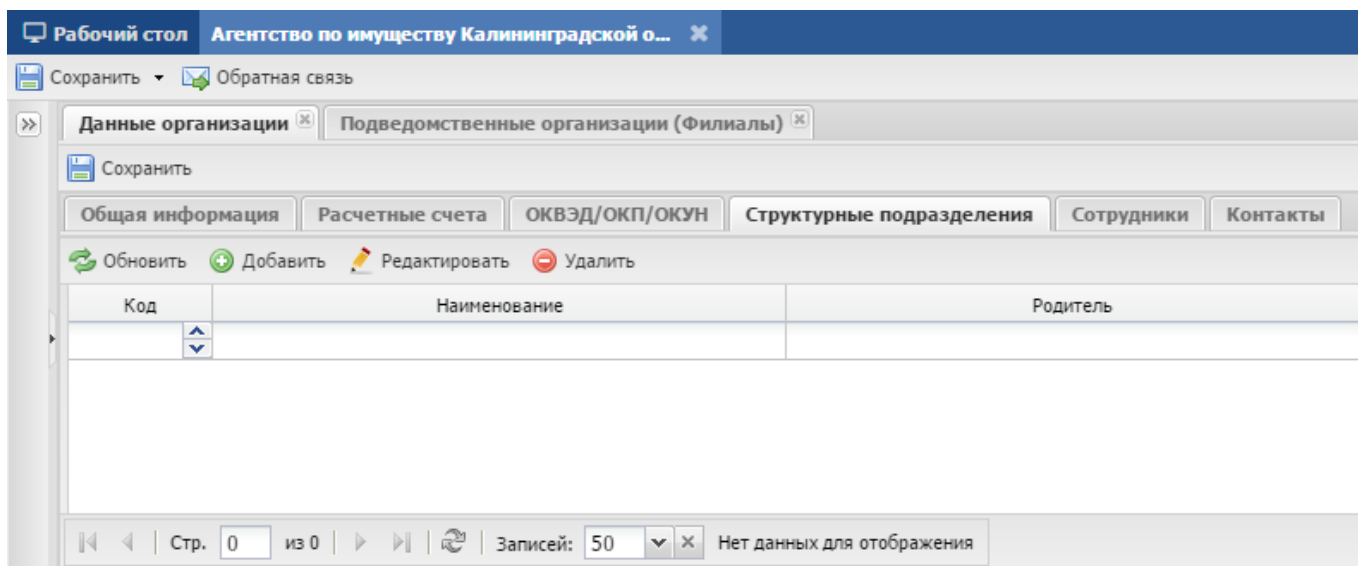 Рабочий стол Агентство по имуществу Калининградской о...
Сохранить Обратная связь
Данные организации Подведомственные организации (Филиалы)
Сохранить
Общая информация Расчетные счета ОКВЭД/ОКП/ОКУН Структурные подразделения Сотрудники Контакты
Обновить Добавить Редактировать Удалить
Код Наименование Родитель
Стр. 0 из 0 Записей: 50 Нет данных для отображения